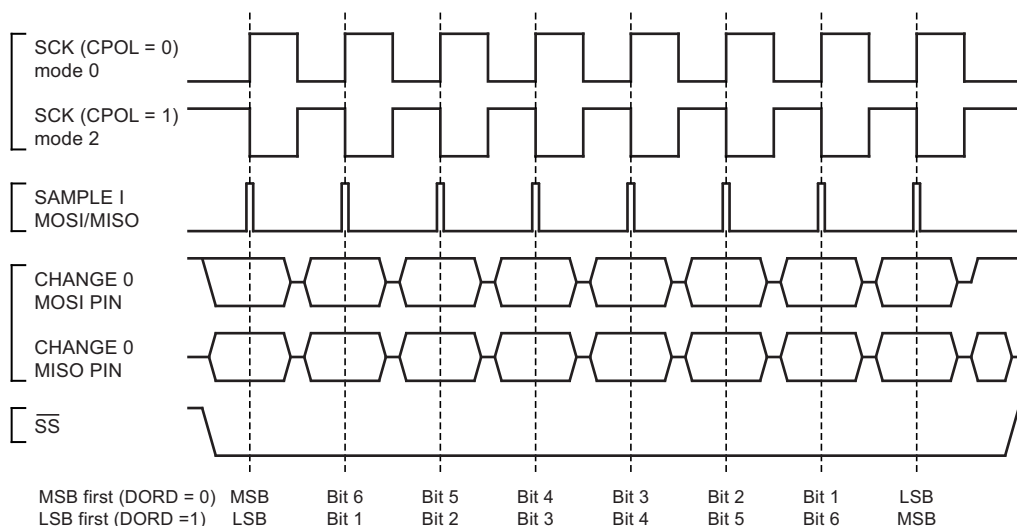 SCK (CPOL = 0)
mode 0
SCK (CPOL = 1)
mode 2
SAMPLE I
MOSI/MISO
CHANGE 0
MOSI PIN
CHANGE 0
MISO PIN
SS
MSB first (DORD = 0) MSB Bit 6 Bit 5 Bit 4 Bit 3 Bit 2 Bit 1 LSB
LSB first (DORD =1) LSB Bit 1 Bit 2 Bit 3 Bit 4 Bit 5 Bit 6 MSB